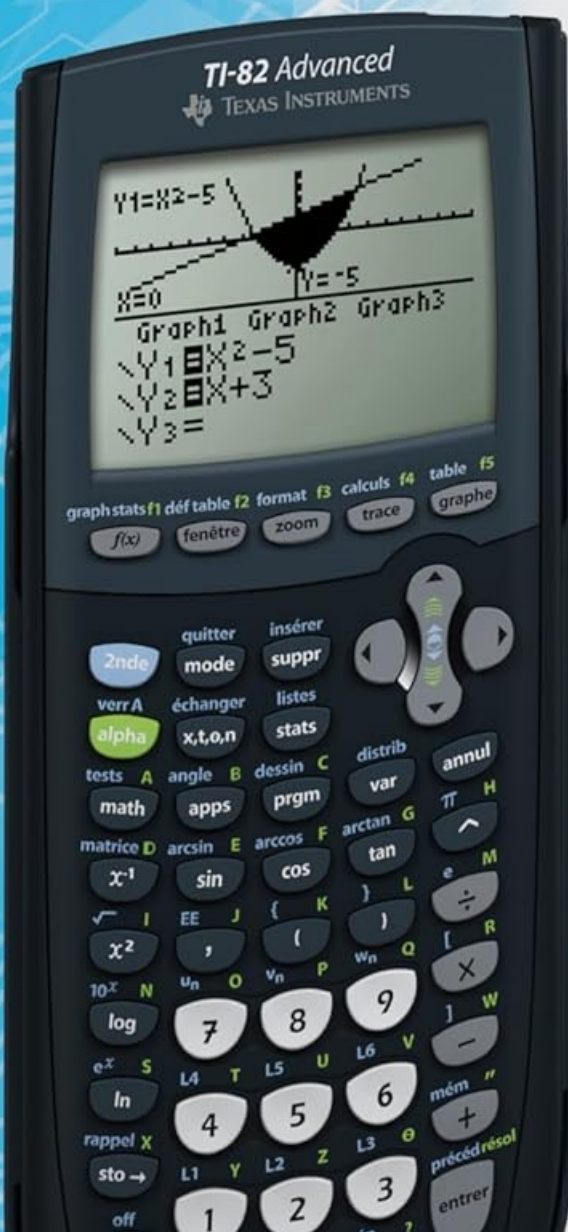 TI-82 Advanced
TEXAS INSTRUMENTS
Y1=X2-5
X=0 Y=-5
Graph1 Graph2 Graph3
\Y1=X2-5
\Y2=X+3
\Y3=
graph stats f1 déf table f2 format f3 calculs f4 table f5
f(x) fenêtre zoom trace graphe
quitter insérer
2nde mode suppr
verr A échanger listes
alpha x,t,θ,n stats
tests A angle B dessin C distrib
math apps prgm var annul
matrice D arcsin E arccos F arctan G π H
x-1 sin cos tan ^
√ I EE J { K } L e M
x2 , ( ) ÷
10x N un O vn P wn Q [ R
log 7 8 9 ×
ex S L4 T L5 U L6 V ] W
ln 4 5 6 −
rappel X L1 Y L2 Z L3 θ mém "
sto→ 1 2 3 +
off ? précéd résol
entrer